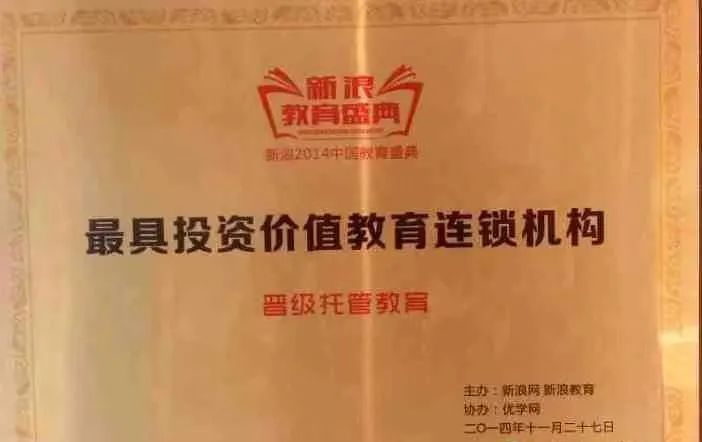 新浪
教育盛典
新浪2014中国教育盛典
最具投资价值教育连锁机构
晋级托管教育
主办：新浪网 新浪教育
协办：优学网
二〇一四年十一月二十七日